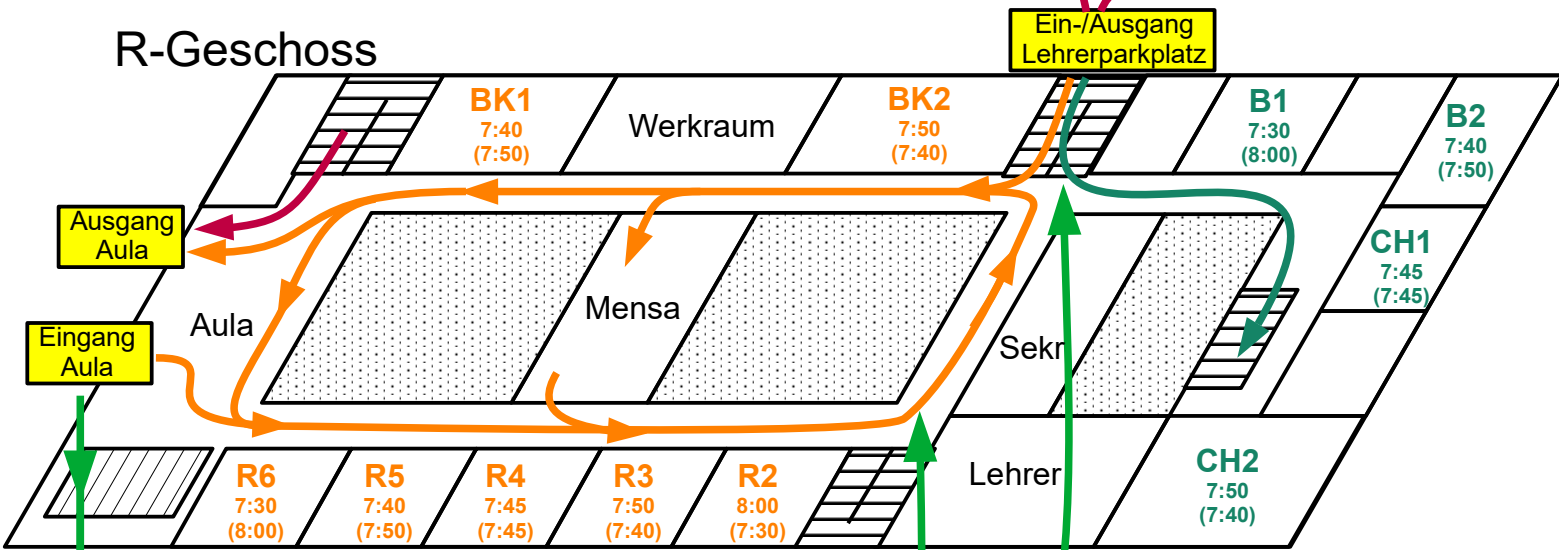 Ein-/Ausgang
Lehrerparkplatz
R-Geschoss
BK1
7:40
(7:50)
Werkraum
BK2
7:50
(7:40)
B1
7:30
(8:00)
B2
7:40
(7:50)
Ausgang
Aula
CH1
7:45
(7:45)
Mensa
Aula
Eingang
Aula
Sekr
R6
7:30
(8:00)
R5
7:40
(7:50)
R4
7:45
(7:45)
R3
7:50
(7:40)
R2
8:00
(7:30)
Lehrer
CH2
7:50
(7:40)